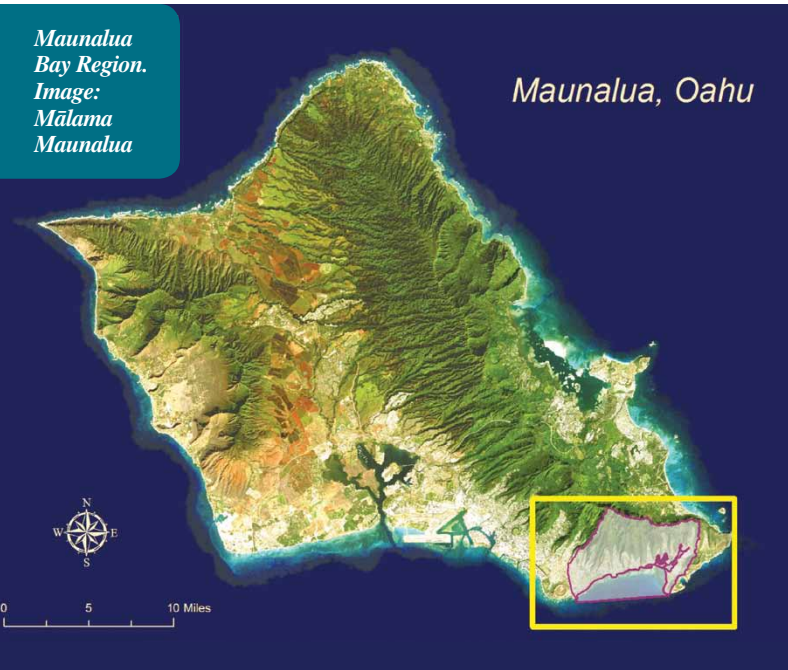 Maunalua
Bay Region.
Image:
Mālama
Maunalua
Maunalua, Oahu
N
W E
S
0 5 10 Miles